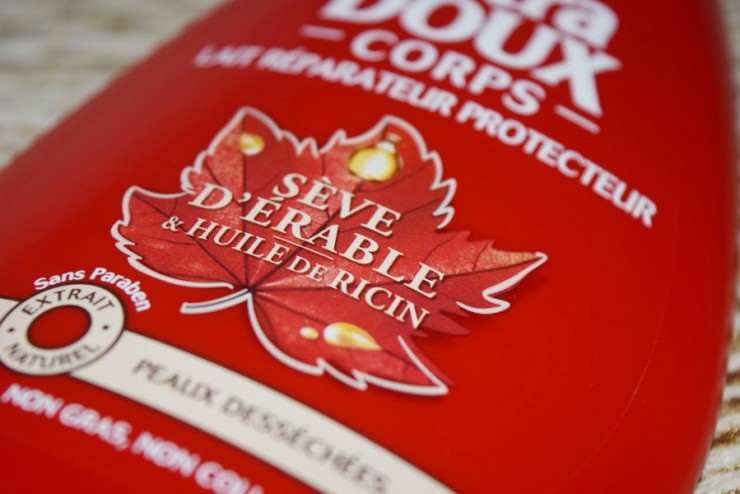 DOUX
— CORPS —
LAIT RÉPARATEUR PROTECTEUR
SÈVE
D'ÉRABLE
& HUILE DE RICIN
Sans Paraben
EXTRAIT
NATUREL
PEAUX DESSÉCHÉES
NON GRAS, NON COLL